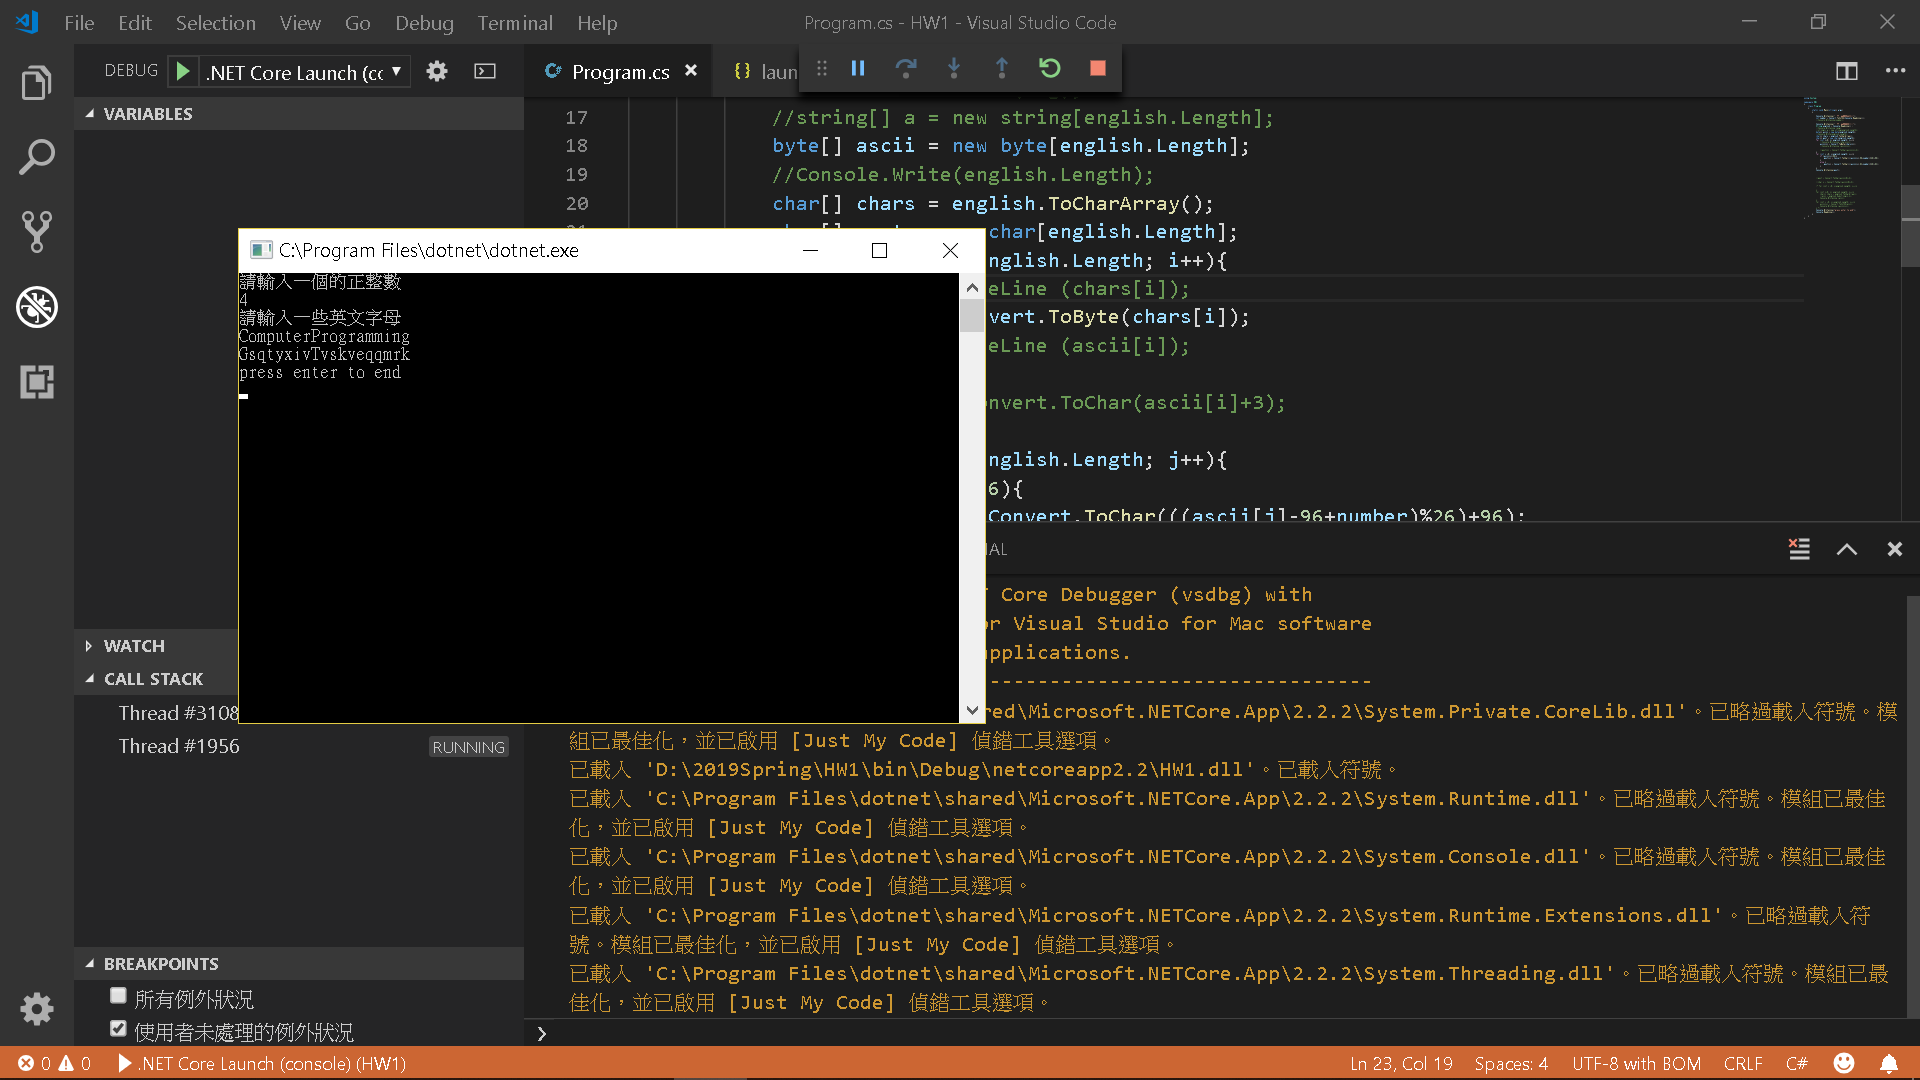 File Edit Selection View Go Debug Terminal Help
Program.cs - HW1 - Visual Studio Code
DEBUG
.NET Core Launch (cc
Program.cs
laun
VARIABLES
17 //string[] a = new string[english.Length];
18 byte[] ascii = new byte[english.Length];
19 //Console.Write(english.Length);
20 char[] chars = english.ToCharArray();
char[english.Length];
nglish.Length; i++){
eLine (chars[i]);
vert.ToByte(chars[i]);
eLine (ascii[i]);
nvert.ToChar(ascii[i]+3);
nglish.Length; j++){
6){
Convert.ToChar(((ascii[j]-96+number)%26)+96);
C:\Program Files\dotnet\dotnet.exe
請輸入一個的正整數
4
請輸入一些英文字母
ComputerProgramming
GsqtyxivTvskveqqmrk
press enter to end
WATCH
CALL STACK
Thread #3108
Thread #1956 RUNNING
BREAKPOINTS
所有例外狀況
使用者未處理的例外狀況
AL
T Core Debugger (vsdbg) with
or Visual Studio for Mac software
applications.
--------------------------------
red\Microsoft.NETCore.App\2.2.2\System.Private.CoreLib.dll'。已略過載入符號。模
組已最佳化，並已啟用 [Just My Code] 偵錯工具選項。
已載入 'D:\2019Spring\HW1\bin\Debug\netcoreapp2.2\HW1.dll'。已載入符號。
已載入 'C:\Program Files\dotnet\shared\Microsoft.NETCore.App\2.2.2\System.Runtime.dll'。已略過載入符號。模組已最佳
化，並已啟用 [Just My Code] 偵錯工具選項。
已載入 'C:\Program Files\dotnet\shared\Microsoft.NETCore.App\2.2.2\System.Console.dll'。已略過載入符號。模組已最佳
化，並已啟用 [Just My Code] 偵錯工具選項。
已載入 'C:\Program Files\dotnet\shared\Microsoft.NETCore.App\2.2.2\System.Runtime.Extensions.dll'。已略過載入符
號。模組已最佳化，並已啟用 [Just My Code] 偵錯工具選項。
已載入 'C:\Program Files\dotnet\shared\Microsoft.NETCore.App\2.2.2\System.Threading.dll'。已略過載入符號。模組已最
佳化，並已啟用 [Just My Code] 偵錯工具選項。
0 0 .NET Core Launch (console) (HW1)
Ln 23, Col 19 Spaces: 4 UTF-8 with BOM CRLF C#